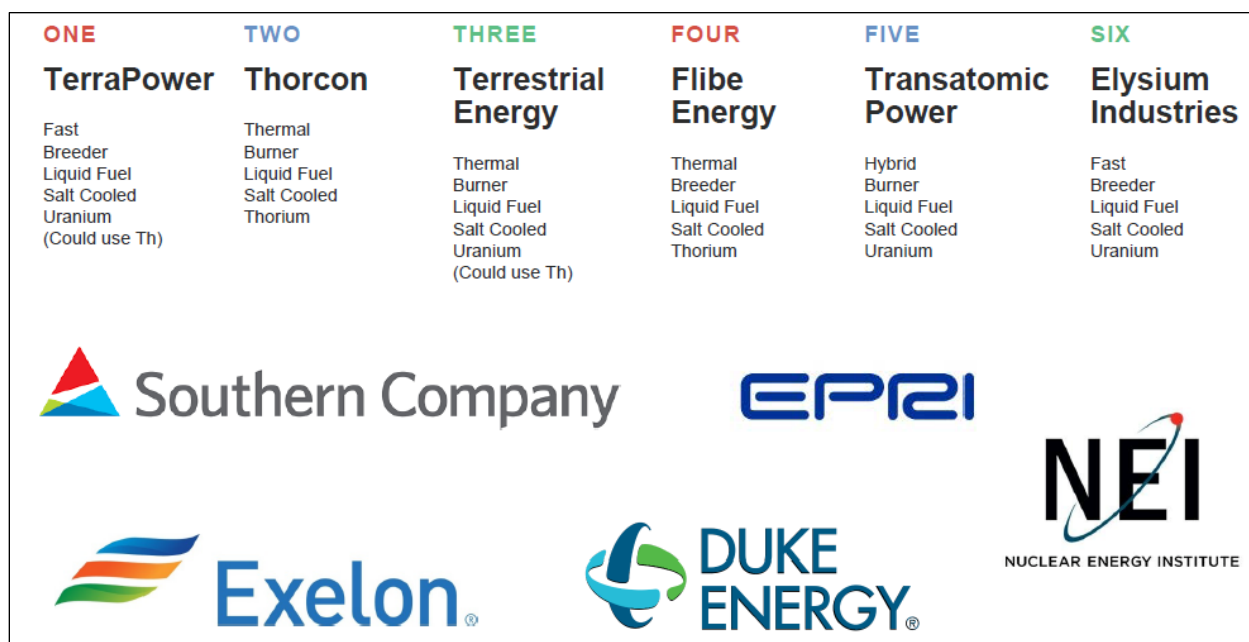 ONE
TerraPower
Fast
Breeder
Liquid Fuel
Salt Cooled
Uranium
(Could use Th)
TWO
Thorcon
Thermal
Burner
Liquid Fuel
Salt Cooled
Thorium
THREE
Terrestrial
Energy
Thermal
Burner
Liquid Fuel
Salt Cooled
Uranium
(Could use Th)
FOUR
Flibe
Energy
Thermal
Breeder
Liquid Fuel
Salt Cooled
Thorium
FIVE
Transatomic
Power
Hybrid
Burner
Liquid Fuel
Salt Cooled
Uranium
SIX
Elysium
Industries
Fast
Breeder
Liquid Fuel
Salt Cooled
Uranium
Southern Company
EPRI
NEI
NUCLEAR ENERGY INSTITUTE
Exelon®
DUKE
ENERGY®